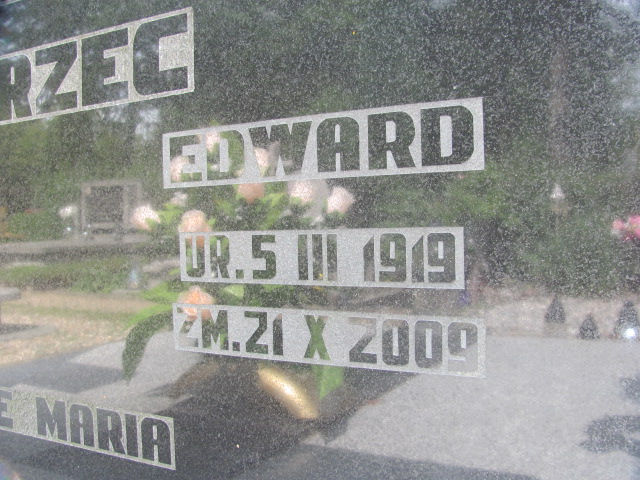 RZEC
EDWARD
UR.5 III 1919
ZM.21 X 2009
E MARIA